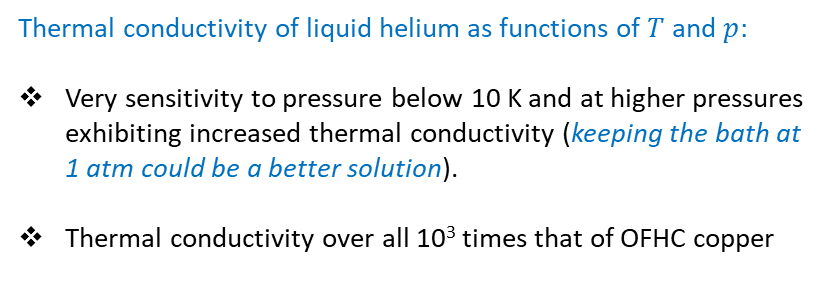 Thermal conductivity of liquid helium as functions of T and p:
❖ Very sensitivity to pressure below 10 K and at higher pressures
exhibiting increased thermal conductivity (keeping the bath at
1 atm could be a better solution).
❖ Thermal conductivity over all 10³ times that of OFHC copper